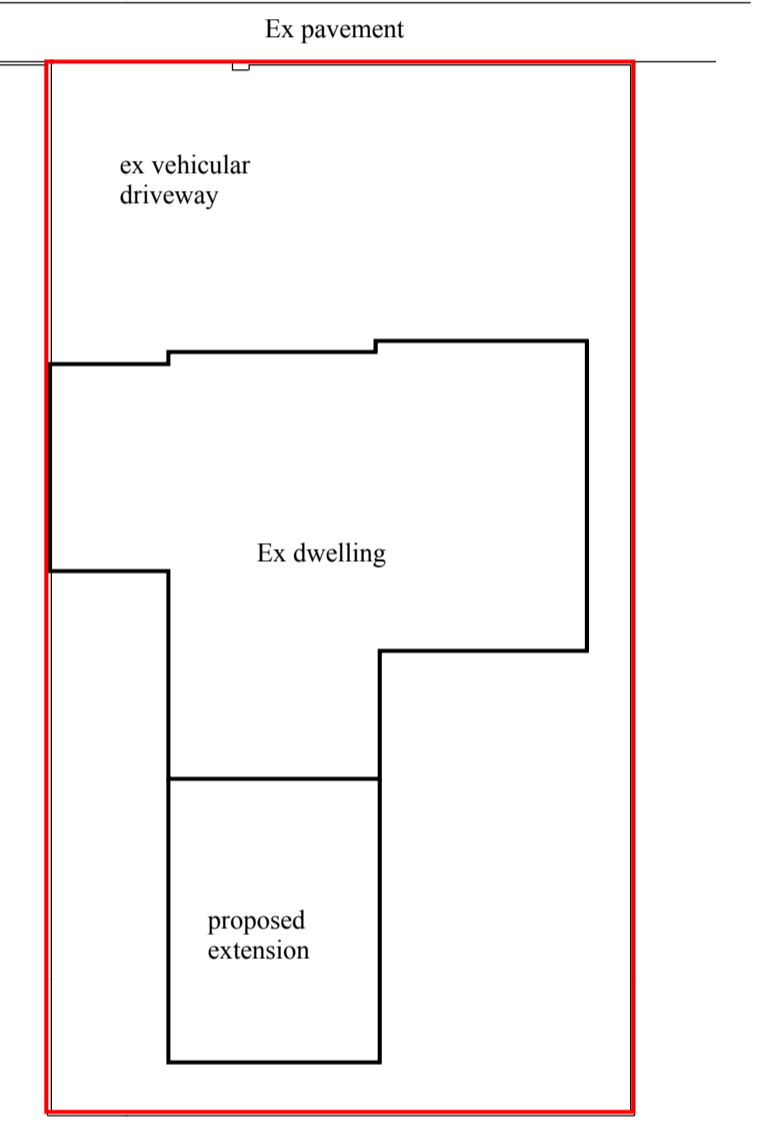 Ex pavement
ex vehicular
driveway
Ex dwelling
proposed
extension